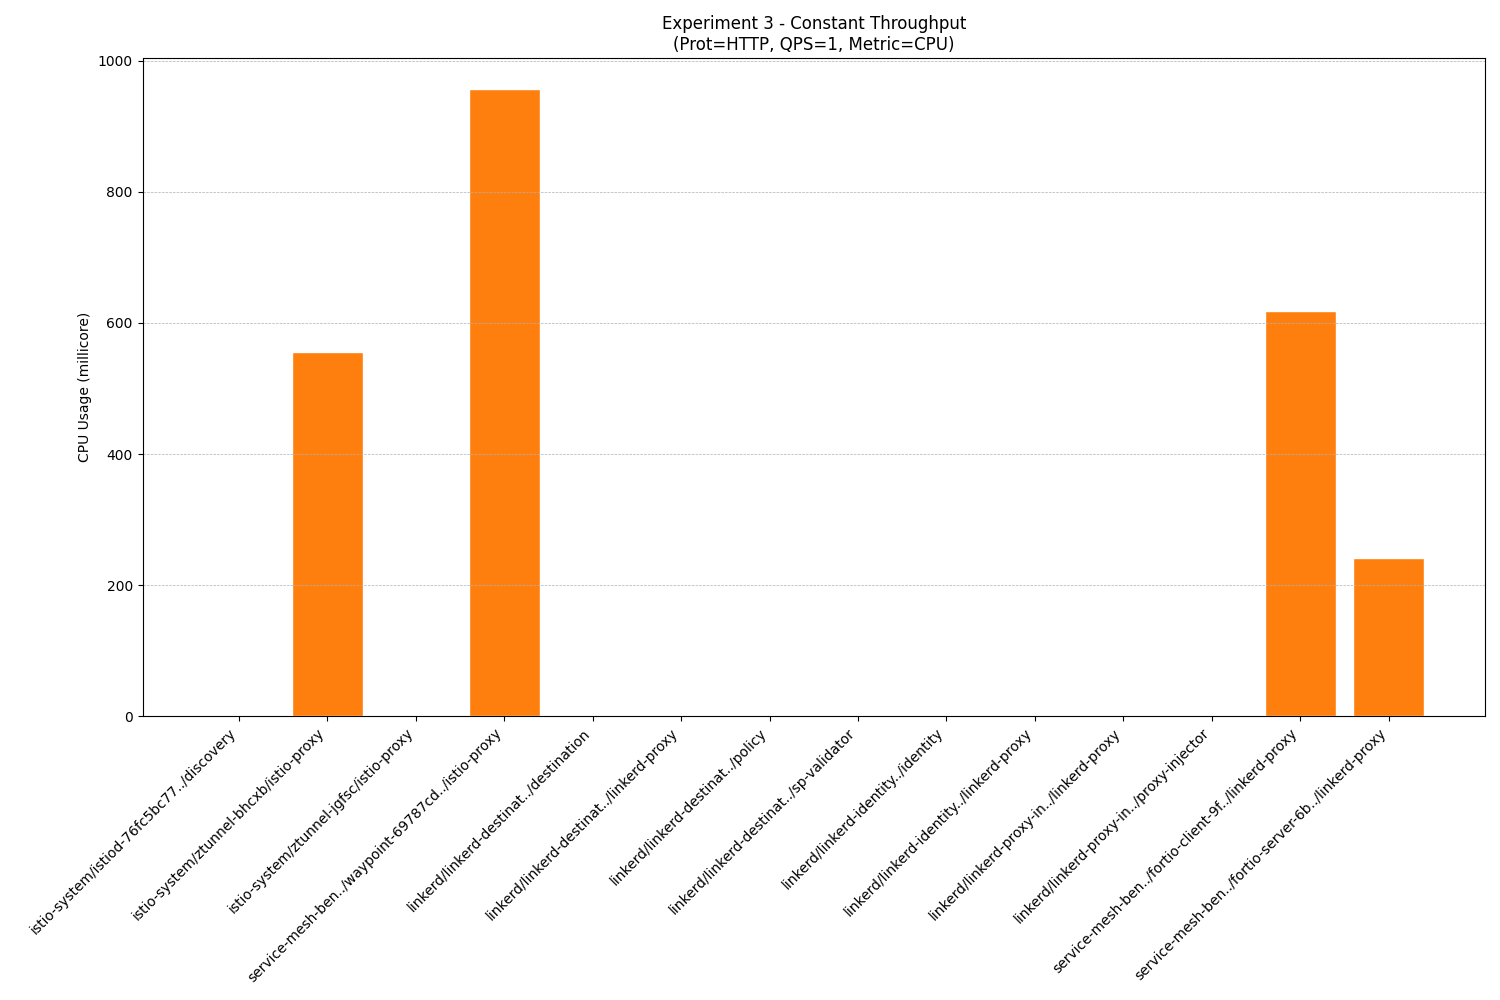 Experiment 3 - Constant Throughput
(Prot=HTTP, QPS=1, Metric=CPU)
CPU Usage (millicore)
1000
800
600
400
200
0
istio-system/istiod-76fc5bc77../discovery
istio-system/ztunnel-bhcxb/istio-proxy
istio-system/ztunnel-jgfsc/istio-proxy
service-mesh-ben../waypoint-69787cd../istio-proxy
linkerd/linkerd-destinat../destination
linkerd/linkerd-destinat../linkerd-proxy
linkerd/linkerd-destinat../policy
linkerd/linkerd-destinat../sp-validator
linkerd/linkerd-identity../identity
linkerd/linkerd-identity../linkerd-proxy
linkerd/linkerd-proxy-in../linkerd-proxy
linkerd/linkerd-proxy-in../proxy-injector
service-mesh-ben../fortio-client-9f../linkerd-proxy
service-mesh-ben../fortio-server-6b../linkerd-proxy